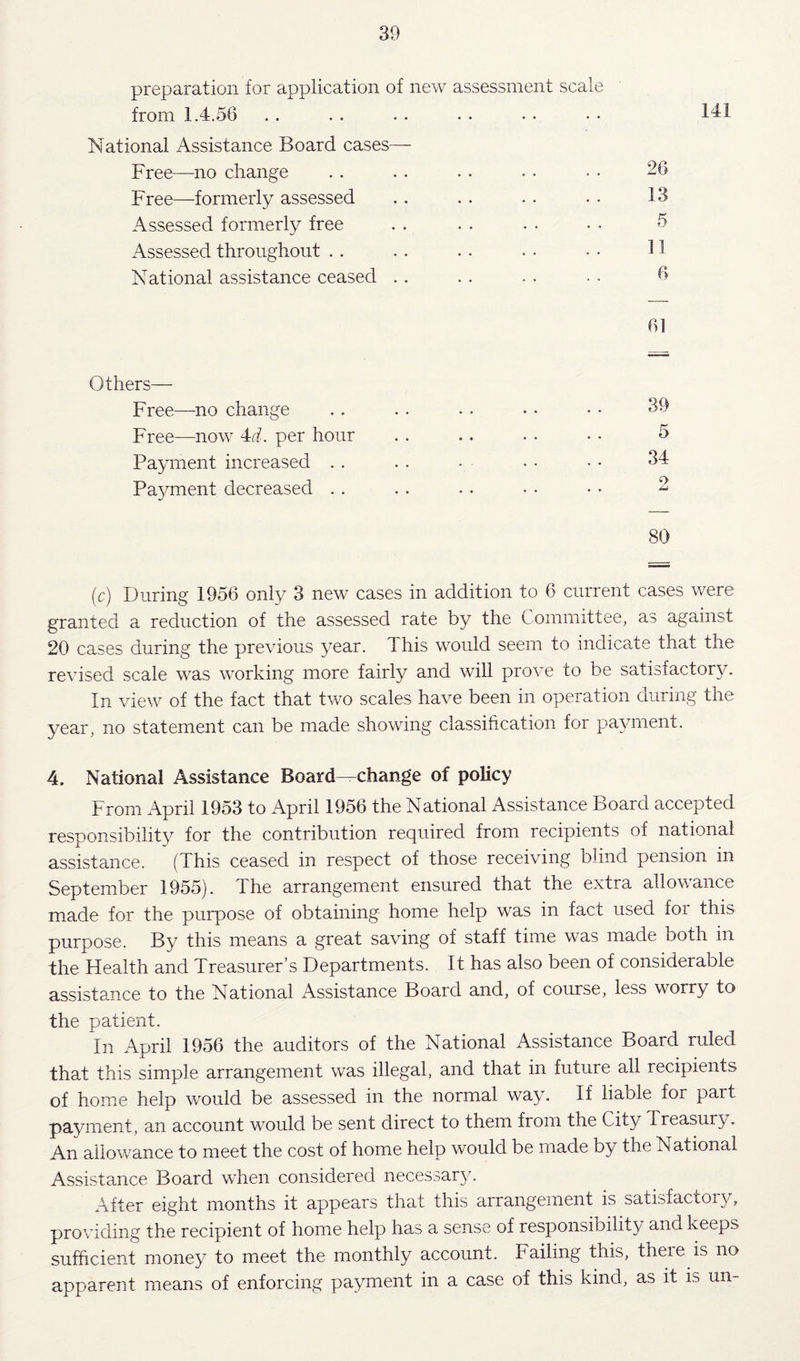 39
preparation for application of new assessment scale
from 1.4.56 . . . . . . . . . . . . 141
National Assistance Board cases—
Free—no change . . . . . . . . . . 26
Free—formerly assessed . . . . . . . . 13
Assessed formerly free . . . . . . . . 5
Assessed throughout . . . . . . . . . . 11
National assistance ceased . . . . . . . . 6
61
Others—
Free—no change . . . . . . . . . . 39
Free—now 4d. per hour . . . . . . . . 5
Payment increased . . . . . . . . . 34
Payment decreased . . . . . . . . . . 2
80
(c) During 1956 only 3 new cases in addition to 6 current cases were
granted a reduction of the assessed rate by the Committee, as against
20 cases during the previous year. This would seem to indicate that the
revised scale was working more fairly and will prove to be satisfactory.
In view of the fact that two scales have been in operation during the
year, no statement can be made showing classification for payment.
4. National Assistance Board—change of policy
From April 1953 to April 1956 the National Assistance Board accepted
responsibility for the contribution required from recipients of national
assistance. (This ceased in respect of those receiving blind pension in
September 1955). The arrangement ensured that the extra allowance
made for the purpose of obtaining home help was in fact used for this
purpose. By this means a great saving of staff time was made both in
the Health and Treasurer's Departments. It has also been of considerable
assistance to the National Assistance Board and, of course, less worry to
the patient.
In April 1956 the auditors of the National Assistance Board ruled
that this simple arrangement was illegal, and that in future all recipients
of home help would be assessed in the normal way. If liable for part
payment, an account would be sent direct to them from the City Treasury.
An allowance to meet the cost of home help would be made by the National
Assistance Board when considered necessary.
After eight months it appears that this arrangement is satisfactory,
providing the recipient of home help has a sense of responsibility and keeps
sufficient money to meet the monthly account. Failing this, there is no
apparent means of enforcing payment in a case of this kind, as it is un-